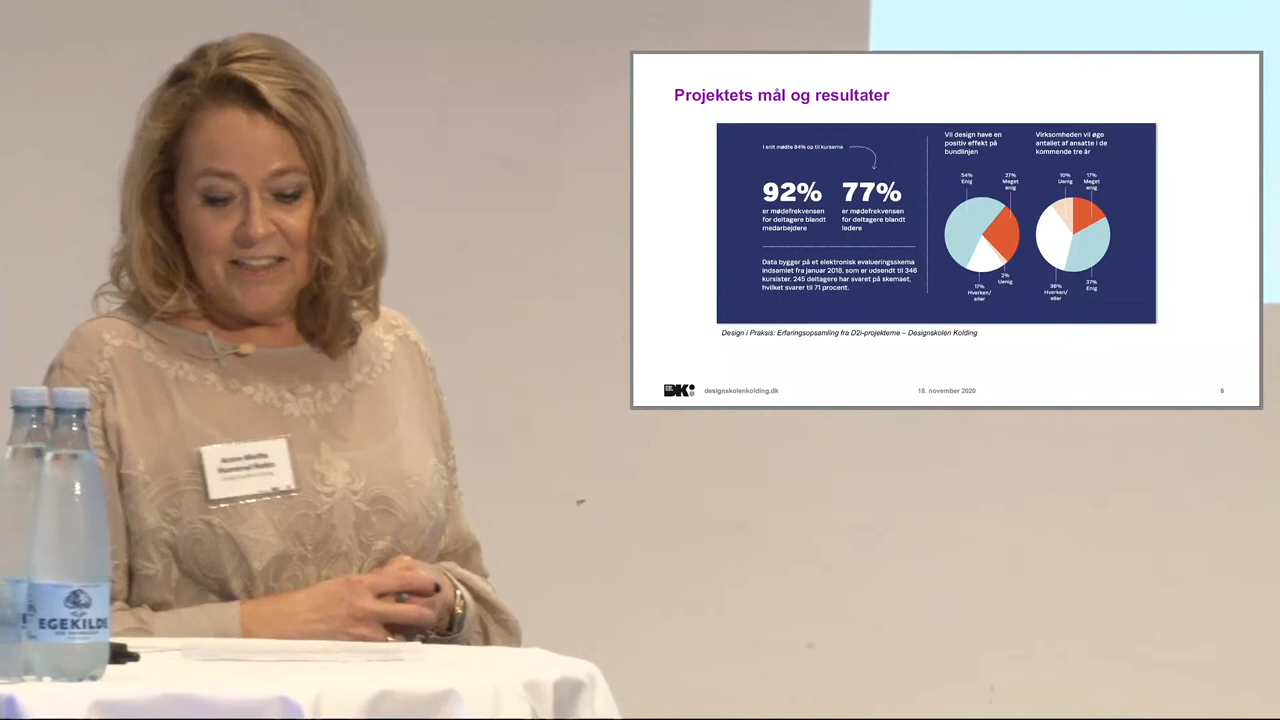 Projektets mål og resultater
I snit mødte 84% op til kurserne
92%
er mødefrekvensen
for deltagere blandt
medarbejdere
77%
er mødefrekvensen
for deltagere blandt
ledere
Data bygger på et elektronisk evalueringsskema
indsamlet fra januar 2018, som er udsendt til 346
kursister. 245 deltagere har svaret på skemaet,
hvilket svarer til 71 procent.
Vil design have en
positiv effekt på
bundlinjen
54%
Enig
27%
Meget
enig
17%
Hverken/
eller
2%
Uenig
Virksomheden vil øge
antallet af ansatte i de
kommende tre år
10%
Uenig
17%
Meget
enig
36%
Hverken/
eller
37%
Enig
Design i Praksis: Erfaringsopsamling fra D2i-projekterne – Designskolen Kolding
DK:
designskolenkolding.dk
18. november 2020
6
EGEKILDE